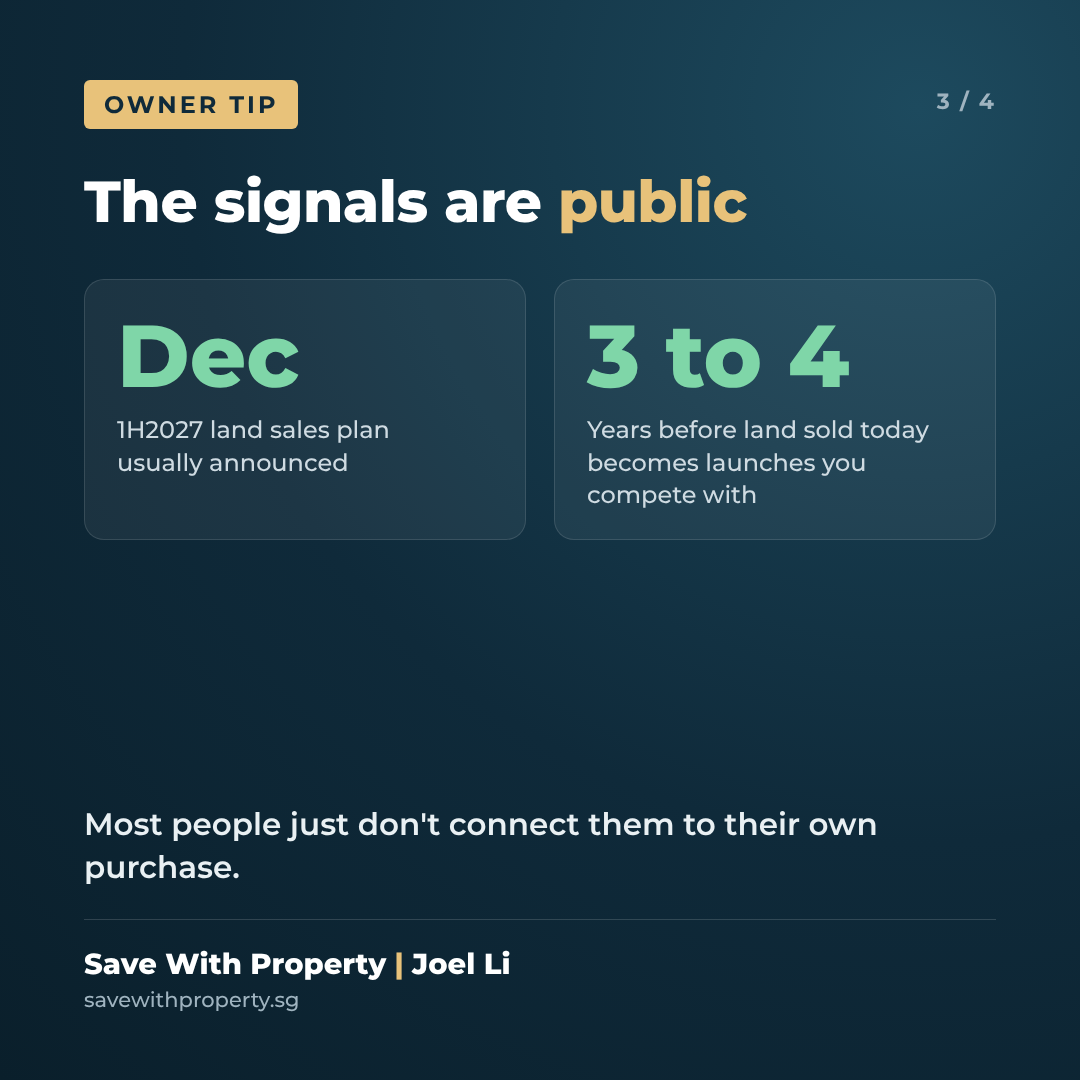 OWNER TIP
3 / 4
The signals are public
Dec
1H2027 land sales plan
usually announced
3 to 4
Years before land sold today
becomes launches you
compete with
Most people just don't connect them to their own
purchase.
Save With Property | Joel Li
savewithproperty.sg